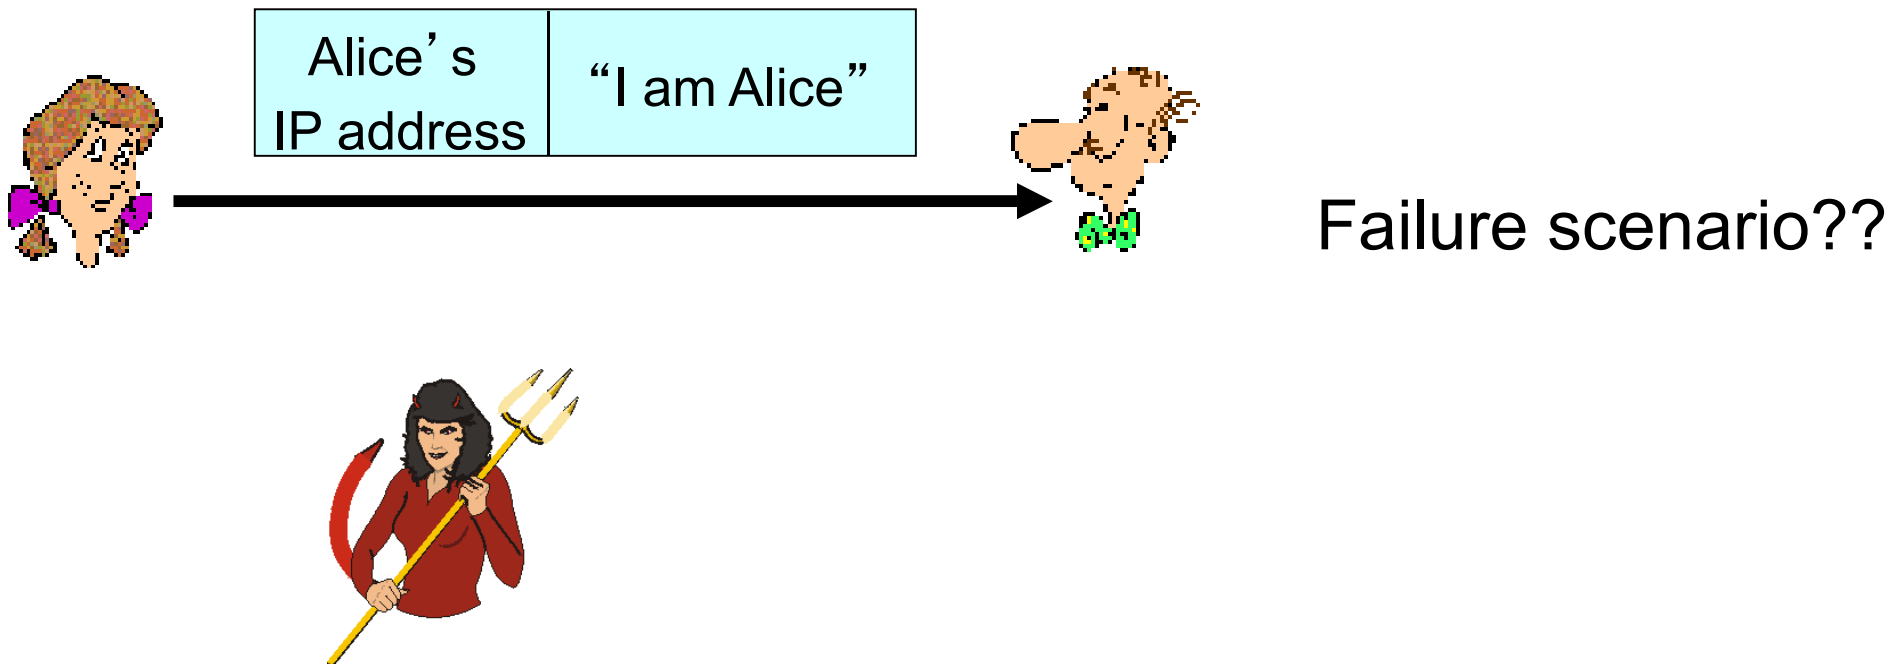 Alice’s
IP address
“I am Alice”
Failure scenario??